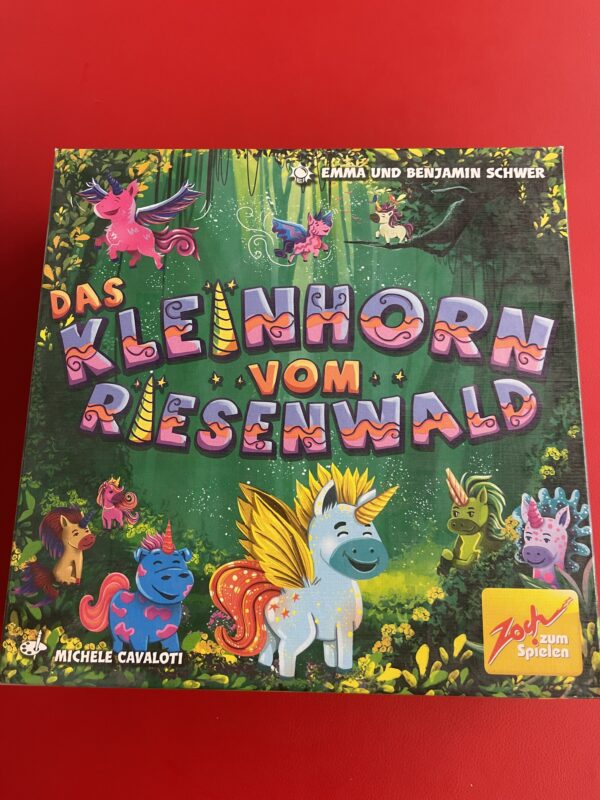 EMMA UND BENJAMIN SCHWER
DAS
KLEINHORN
VOM
RIESENWALD
MICHELE CAVALOTI
Zoch
zum
Spielen